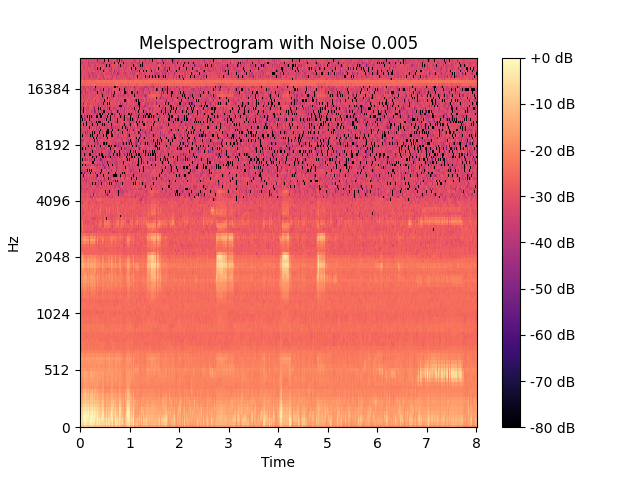 Melspectrogram with Noise 0.005
Hz
16384
8192
4096
2048
1024
512
0
0 1 2 3 4 5 6 7 8
Time
+0 dB
-10 dB
-20 dB
-30 dB
-40 dB
-50 dB
-60 dB
-70 dB
-80 dB